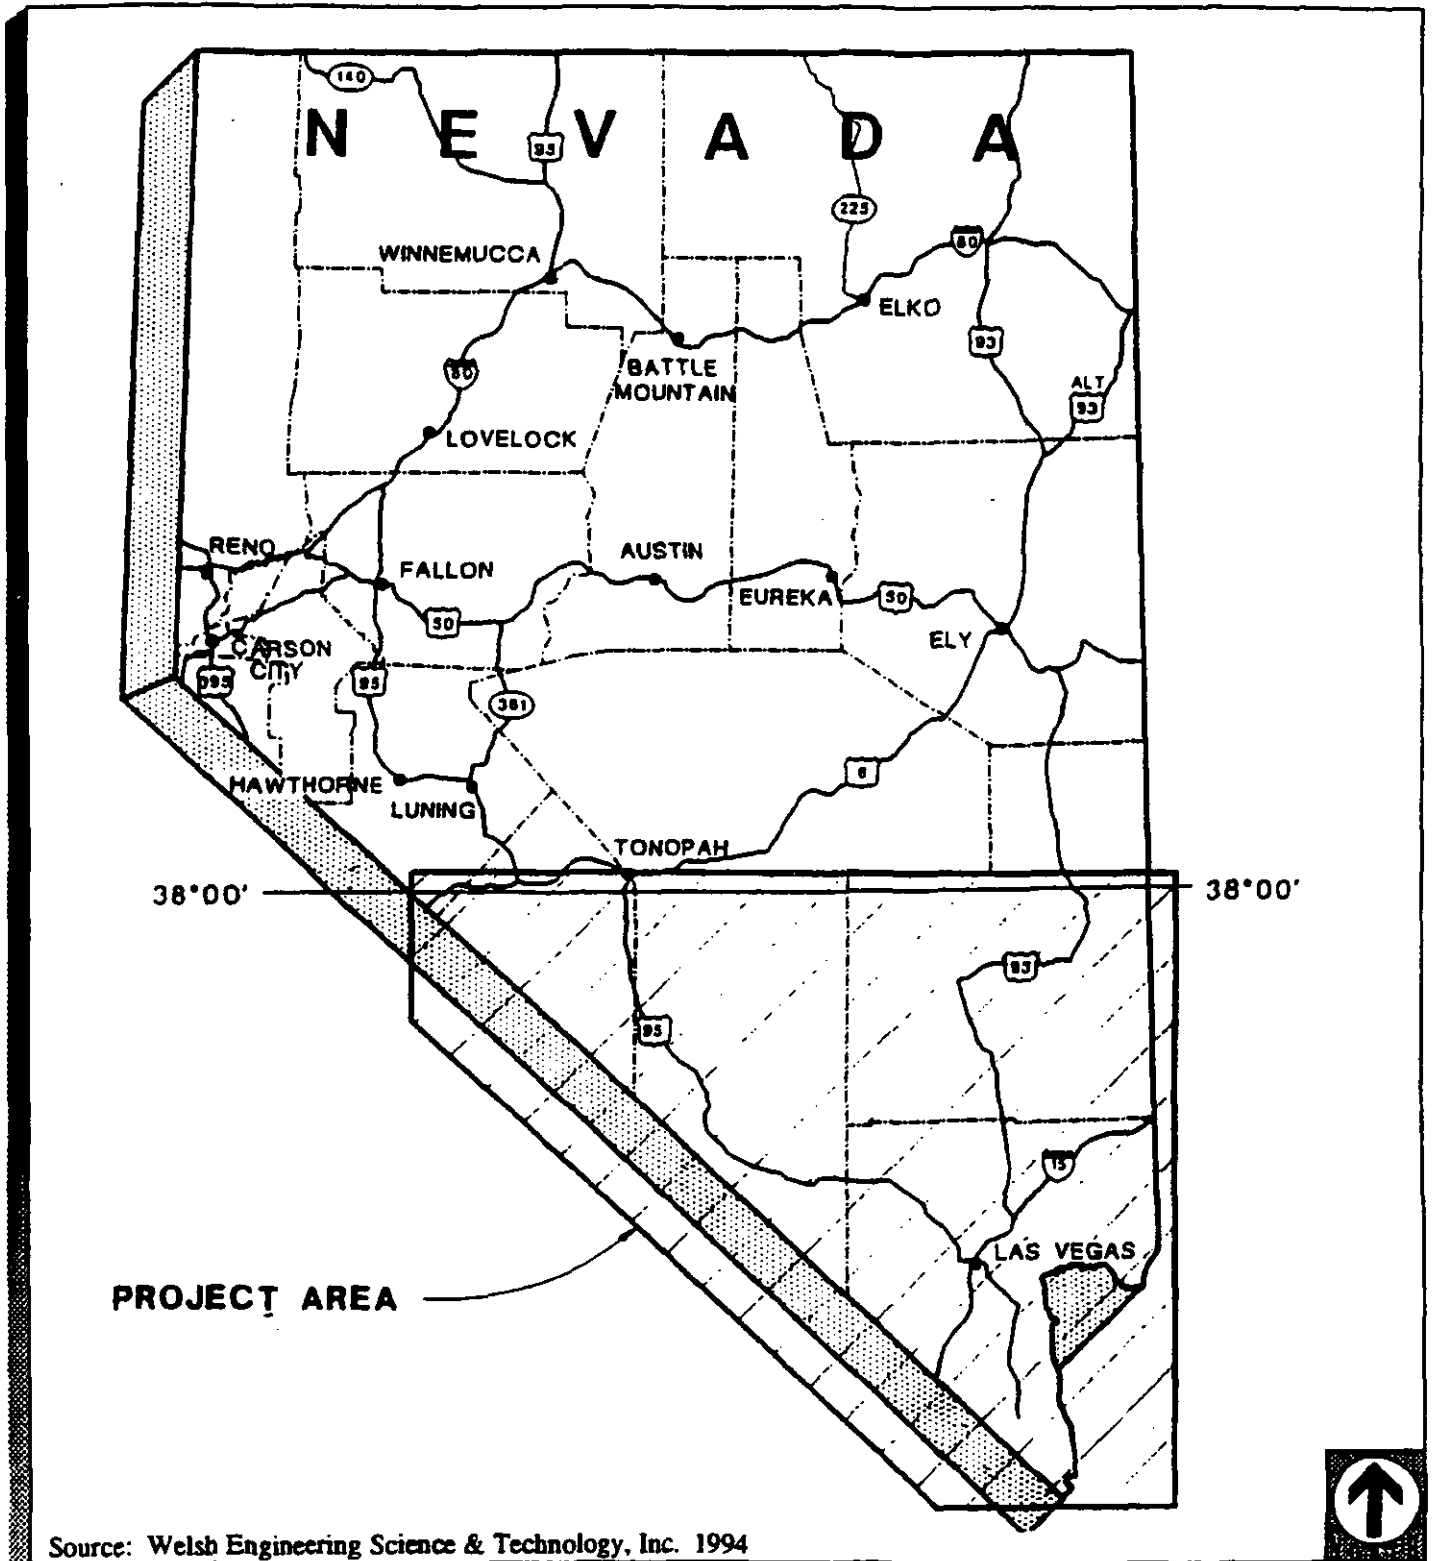 140
N E V A D A
95
225
WINNEMUCCA
80
ELKO
93
BATTLE
MOUNTAIN
80
ALT
93
LOVELOCK
RENO
FALLON
AUSTIN
EUREKA
50
50
ELY
CARSON
CITY
395
95
361
HAWTHORNE
LUNING
6
TONOPAH
38°00'
38°00'
93
95
15
LAS VEGAS
PROJECT AREA
Source: Welsh Engineering Science & Technology, Inc. 1994